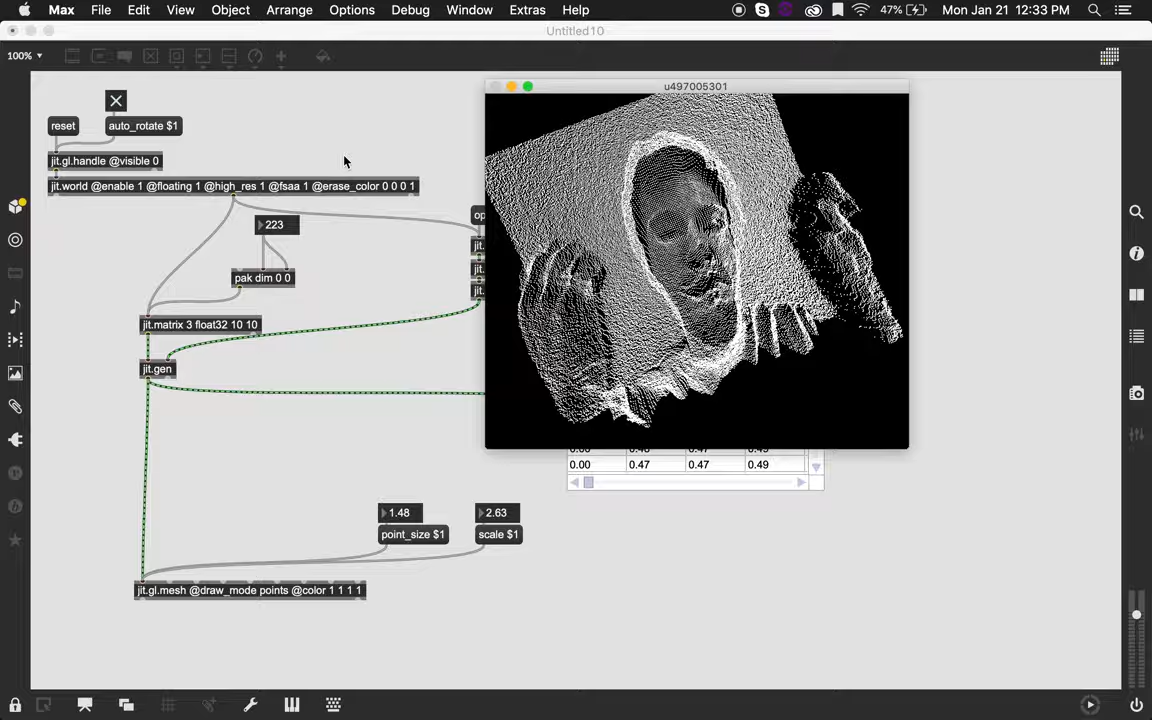 Max File Edit View Object Arrange Options Debug Window Extras Help 47% Mon Jan 21 12:33 PM
Untitled10
100%
u497005301
reset
auto_rotate $1
jit.gl.handle @visible 0
jit.world @enable 1 @floating 1 @high_res 1 @fsaa 1 @erase_color 0 0 0 1
223
op
jit.
jit.
jit.
pak dim 0 0
jit.matrix 3 float32 10 10
jit.gen
0.00 0.47 0.47 0.49
1.48
2.63
point_size $1
scale $1
jit.gl.mesh @draw_mode points @color 1 1 1 1